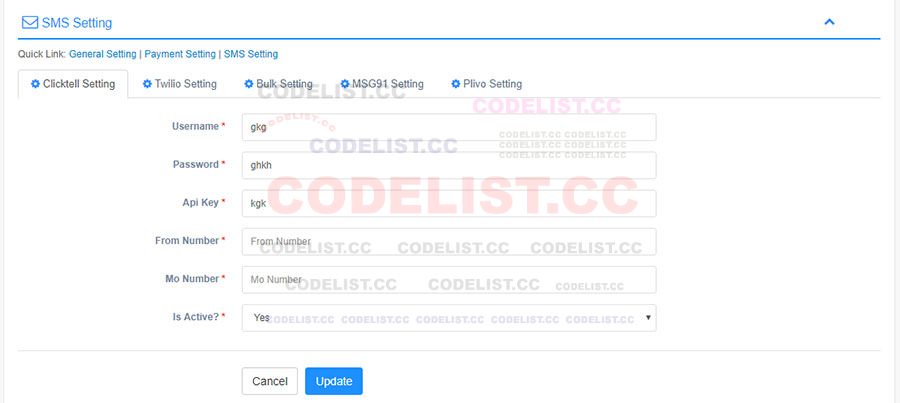 SMS Setting
Quick Link: General Setting | Payment Setting | SMS Setting
Clicktell Setting Twilio Setting Bulk Setting MSG91 Setting Plivo Setting
CODELIST.CC
CODELIST.CC
Username * gkg
CODELIST.CC
CODELIST.CC CODELIST.CC
CODELIST.CC
CODELIST.CC CODELIST.CC
CODELIST.CC CODELIST.CC
Password * ghkh
CODELIST.CC
Api Key * kgk
From Number * From Number
CODELIST.CC CODELIST.CC CODELIST.CC
Mo Number * Mo Number
CODELIST.CC CODELIST.CC CODELIST.CC
Is Active? * Yes
CODELIST.CC CODELIST.CC CODELIST.CC CODELIST.CC CODELIST.CC
Cancel Update